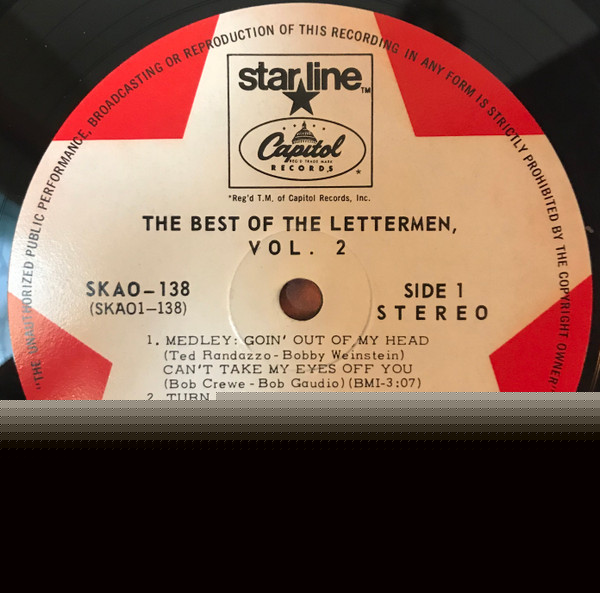 "THE UNAUTHORIZED PUBLIC PERFORMANCE, BROADCASTING OR REPRODUCTION OF THIS RECORDING IN ANY FORM IS STRICTLY PROHIBITED BY THE COPYRIGHT OWNER"
starline TM
Capitol
REG'D TRADE MARK
RECORDS *
*Reg'd T.M. of Capitol Records, Inc.
THE BEST OF THE LETTERMEN,
VOL. 2
SKAO-138
(SKAO1-138)
SIDE 1
STEREO
1. MEDLEY: GOIN' OUT OF MY HEAD
(Ted Randazzo-Bobby Weinstein)
CAN'T TAKE MY EYES OFF YOU
(Bob Crewe-Bob Gaudio)(BMI-3:07)
2. TURN